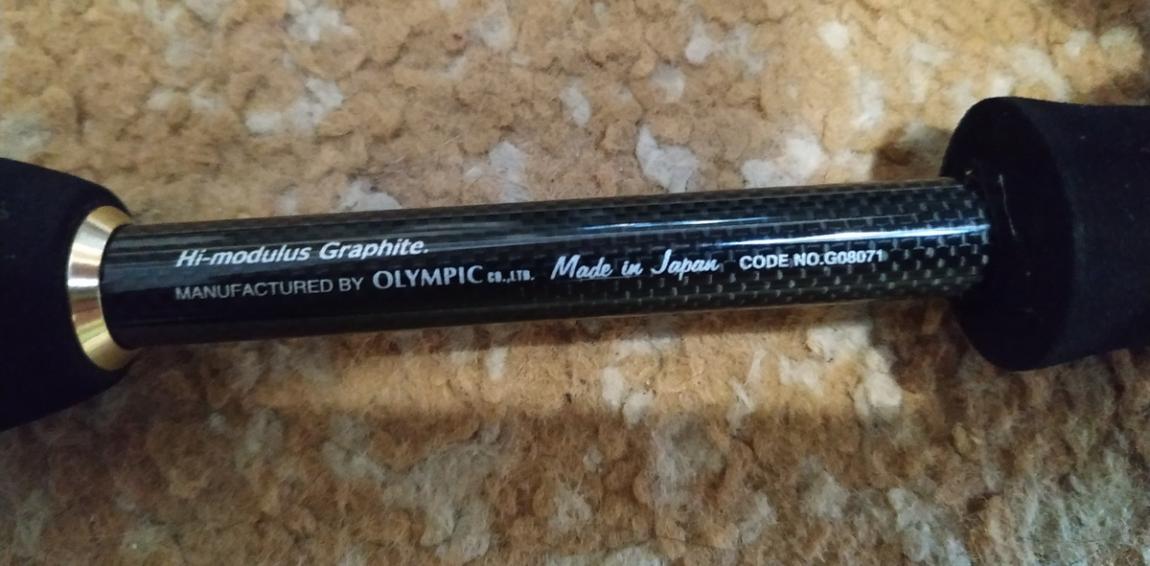 Hi-modulus Graphite.
MANUFACTURED BY OLYMPIC CO.,LTD. Made in Japan CODE NO.G08071